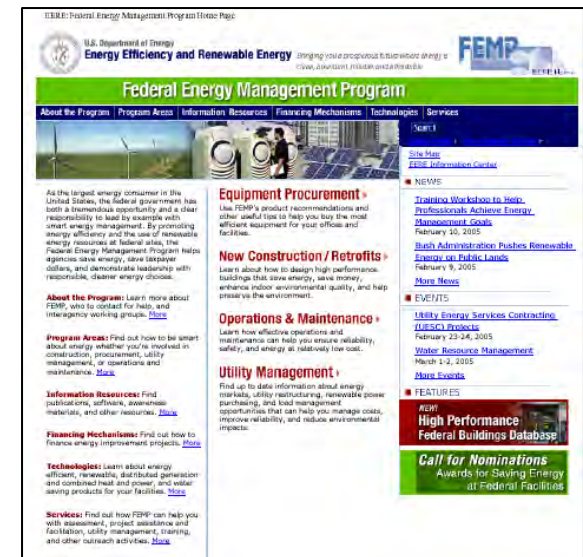 EERE: Federal Energy Management Program Home Page
U.S. Department of Energy
Energy Efficiency and Renewable Energy
Bringing you a prosperous future where energy is
clean, abundant, reliable and affordable
FEMP
EERE Home
Federal Energy Management Program
About the Program | Program Areas | Information Resources | Financing Mechanisms | Technologies | Services
Search
Site Map
EERE Information Center
As the largest energy consumer in the
United States, the federal government has
both a tremendous opportunity and a clear
responsibility to lead by example with
smart energy management. By promoting
energy efficiency and the use of renewable
energy resources at federal sites, the
Federal Energy Management Program helps
agencies save energy, save taxpayer
dollars, and demonstrate leadership with
responsible, cleaner energy choices.
About the Program: Learn more about
FEMP, who to contact for help, and
interagency working groups. More
Program Areas: Find out how to be smart
about energy whether you're involved in
construction, procurement, utility
management, or operations and
maintenance. More
Information Resources: Find
publications, software, awareness
materials, and other resources. More
Financing Mechanisms: Find out how to
finance energy improvement projects. More
Technologies: Learn about energy
efficient, renewable, distributed generation
and combined heat and power, and water
saving products for your facilities. More
Services: Find out how FEMP can help you
with assessment, project assistance and
facilitation, utility management, training,
and other outreach activities. More
Equipment Procurement
Use FEMP's product recommendations and
other useful tips to help you buy the most
efficient equipment for your offices and
facilities.
New Construction / Retrofits
Learn about how to design high performance
buildings that save energy, save money,
enhance indoor environmental quality, and help
preserve the environment.
Operations & Maintenance
Learn how effective operations and
maintenance can help you ensure reliability,
safety, and energy at relatively low cost.
Utility Management
Find up to date information about energy
markets, utility restructuring, renewable power
purchasing, and load management
opportunities that can help you manage costs,
improve reliability, and reduce environmental
impacts.
NEWS
Training Workshop to Help
Professionals Achieve Energy
Management Goals
February 10, 2005
Bush Administration Pushes Renewable
Energy on Public Lands
February 9, 2005
More News
EVENTS
Utility Energy Services Contracting
(UESC) Projects
February 23-24, 2005
Water Resource Management
March 1-2, 2005
More Events
FEATURES
NEW!
High Performance
Federal Buildings Database
Call for Nominations
Awards for Saving Energy
at Federal Facilities